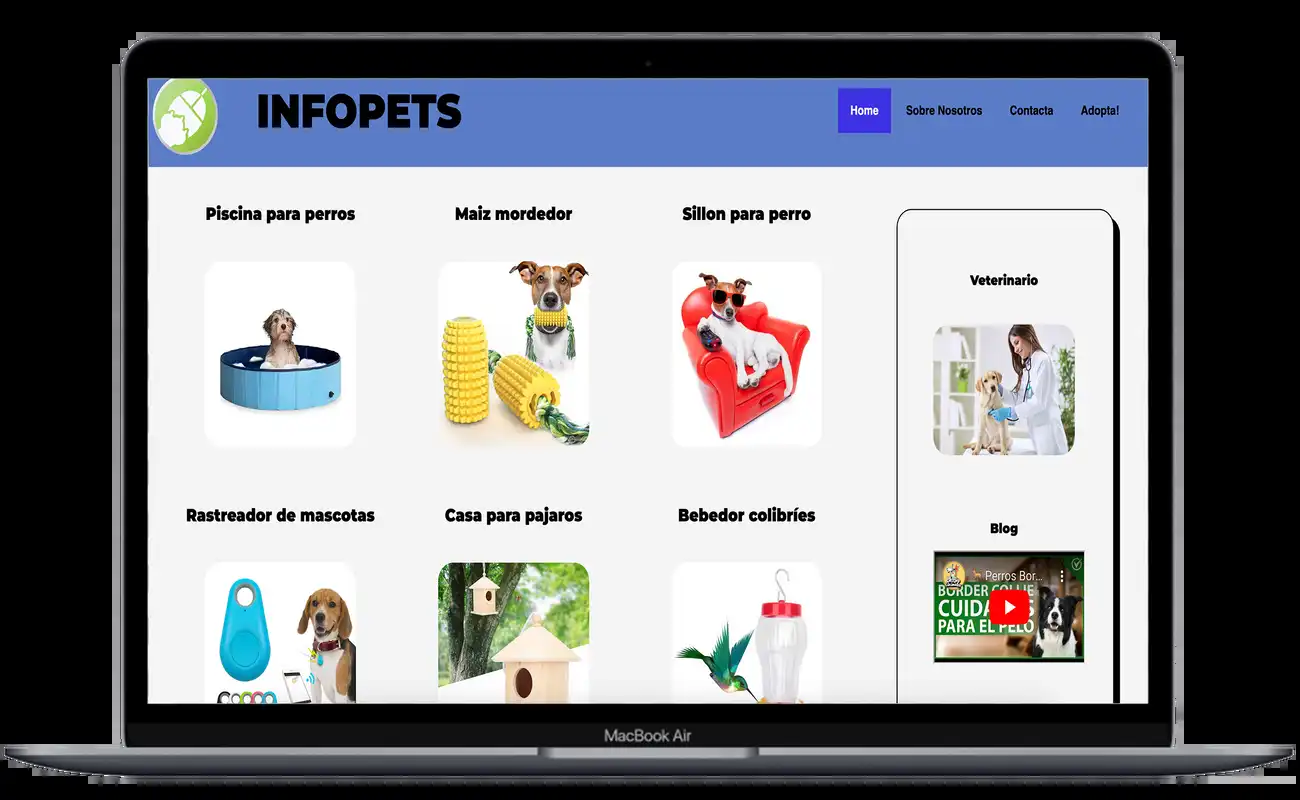 INFOPETS
Home Sobre Nosotros Contacta Adopta!
Piscina para perros
Maiz mordedor
Sillon para perro
Veterinario
Rastreador de mascotas
Casa para pajaros
Bebedor colibríes
Blog
Perros Bor...
BORDER COLLIE
PARA EL PELO
MacBook Air